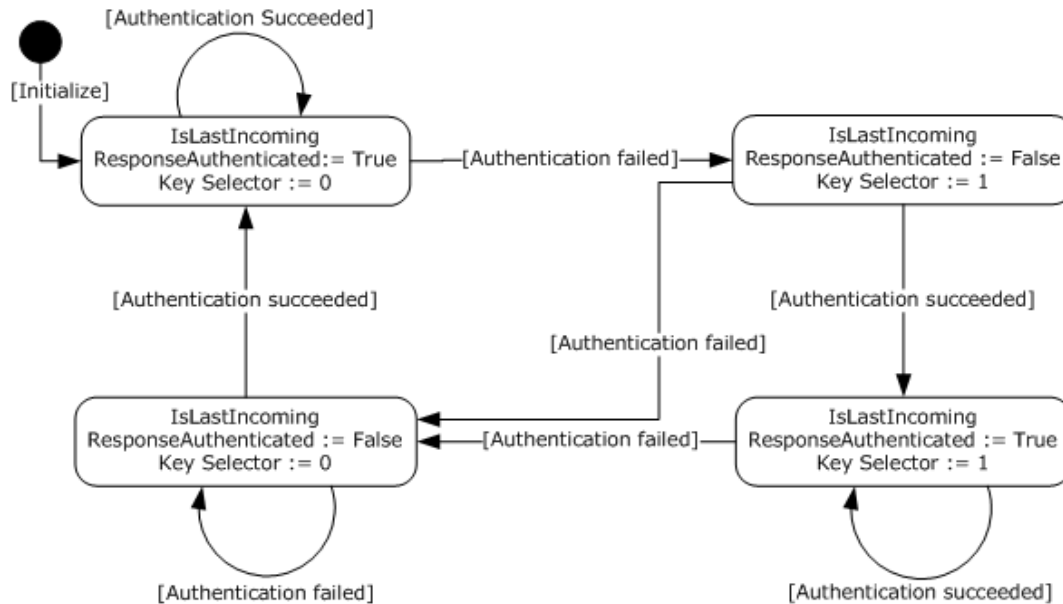 [Authentication Succeeded]
[Initialize]
IsLastIncoming
ResponseAuthenticated:= True
Key Selector := 0
[Authentication failed]
IsLastIncoming
ResponseAuthenticated := False
Key Selector := 1
[Authentication succeeded]
[Authentication succeeded]
[Authentication failed]
IsLastIncoming
ResponseAuthenticated := False
Key Selector := 0
[Authentication failed]
IsLastIncoming
ResponseAuthenticated := True
Key Selector := 1
[Authentication failed]
[Authentication succeeded]